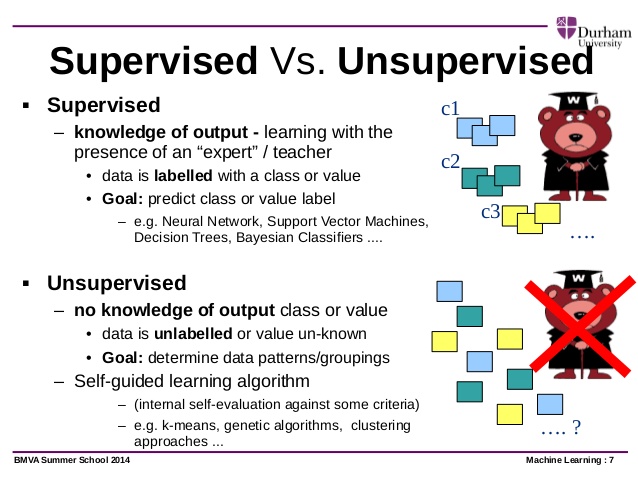 Durham
University
Supervised Vs. Unsupervised
▪ Supervised
– knowledge of output - learning with the
presence of an “expert” / teacher
• data is labelled with a class or value
• Goal: predict class or value label
– e.g. Neural Network, Support Vector Machines,
Decision Trees, Bayesian Classifiers ....
c1
c2
c3
....
W
▪ Unsupervised
– no knowledge of output class or value
• data is unlabelled or value un-known
• Goal: determine data patterns/groupings
– Self-guided learning algorithm
– (internal self-evaluation against some criteria)
– e.g. k-means, genetic algorithms, clustering
approaches ...
W
.... ?
BMVA Summer School 2014
Machine Learning : 7